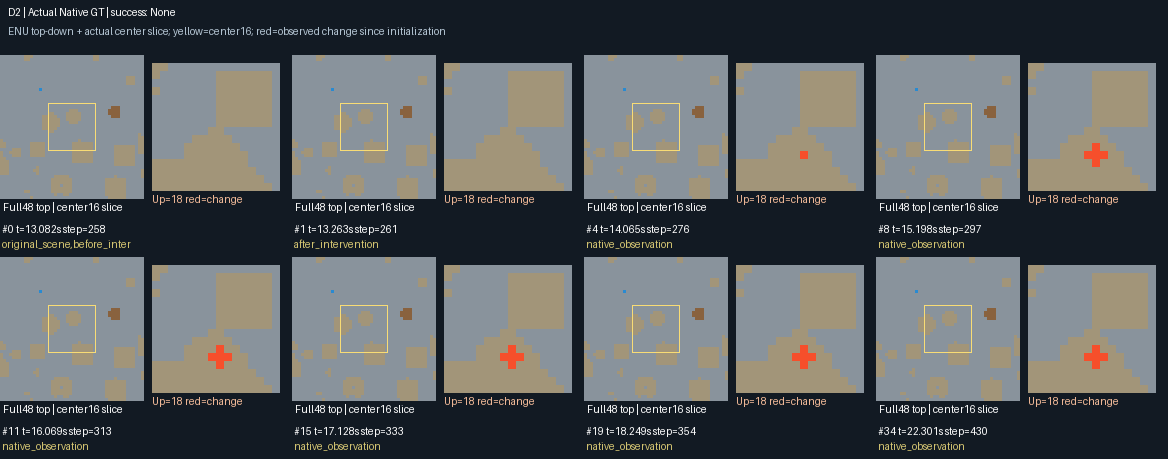 D2 | Actual Native GT | success: None
ENU top-down + actual center slice; yellow=center16; red=observed change since initialization
Full48 top | center16 slice
Up=18 red=change
#0 t=13.082s step=258
original_scene,before_inter
Full48 top | center16 slice
Up=18 red=change
#1 t=13.263s step=261
after_intervention
Full48 top | center16 slice
Up=18 red=change
#4 t=14.065s step=276
native_observation
Full48 top | center16 slice
Up=18 red=change
#8 t=15.198s step=297
native_observation
Full48 top | center16 slice
Up=18 red=change
#11 t=16.069s step=313
native_observation
Full48 top | center16 slice
Up=18 red=change
#15 t=17.128s step=333
native_observation
Full48 top | center16 slice
Up=18 red=change
#19 t=18.249s step=354
native_observation
Full48 top | center16 slice
Up=18 red=change
#34 t=22.301s step=430
native_observation